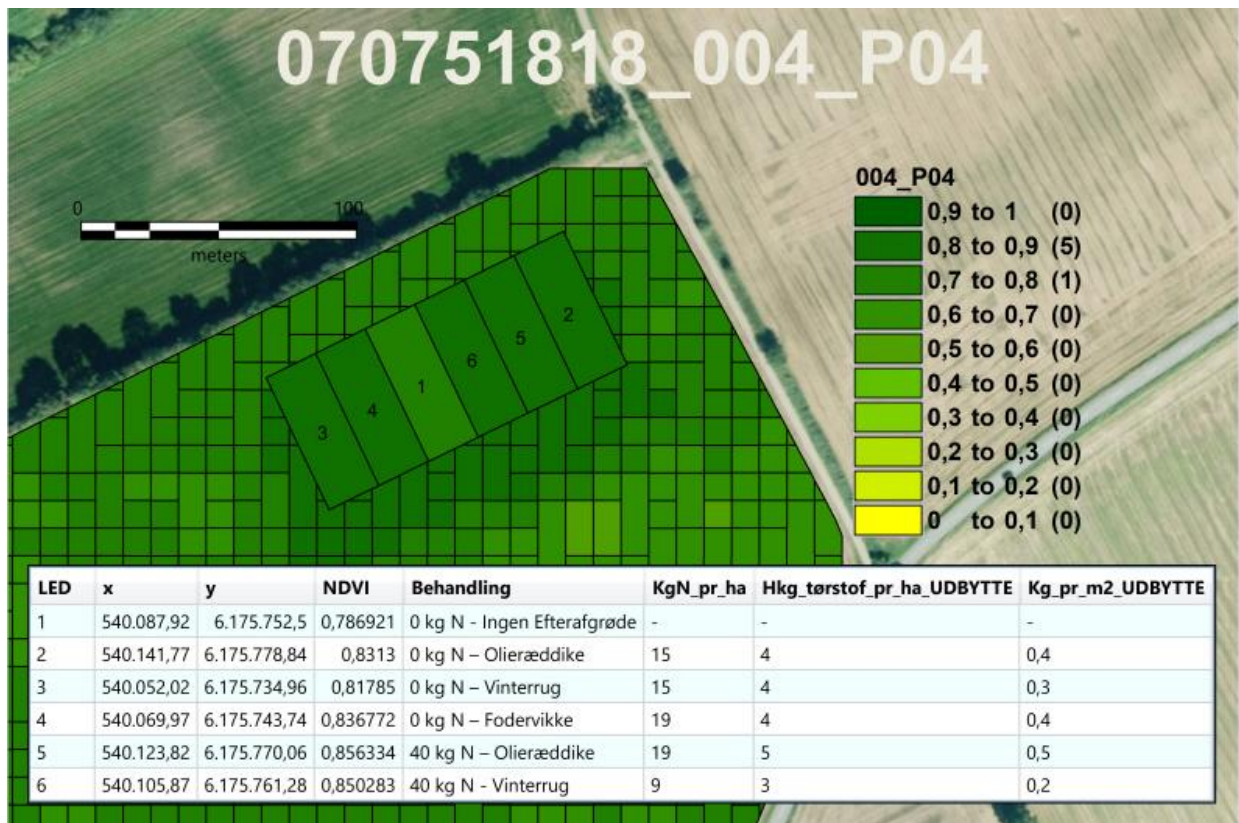 070751818_004_P04
0 100
meters
004_P04
0,9 to 1 (0)
0,8 to 0,9 (5)
0,7 to 0,8 (1)
0,6 to 0,7 (0)
0,5 to 0,6 (0)
0,4 to 0,5 (0)
0,3 to 0,4 (0)
0,2 to 0,3 (0)
0,1 to 0,2 (0)
0 to 0,1 (0)
2
5
6
1
4
3
LED x y NDVI Behandling KgN_pr_ha Hkg_tørstof_pr_ha_UDBYTTE Kg_pr_m2_UDBYTTE
1 540.087,92 6.175.752,5 0,786921 0 kg N - Ingen Efterafgrøde - - -
2 540.141,77 6.175.778,84 0,8313 0 kg N – Olieræddike 15 4 0,4
3 540.052,02 6.175.734,96 0,81785 0 kg N – Vinterrug 15 4 0,3
4 540.069,97 6.175.743,74 0,836772 0 kg N – Fodervikke 19 4 0,4
5 540.123,82 6.175.770,06 0,856334 40 kg N – Olieræddike 19 5 0,5
6 540.105,87 6.175.761,28 0,850283 40 kg N - Vinterrug 9 3 0,2